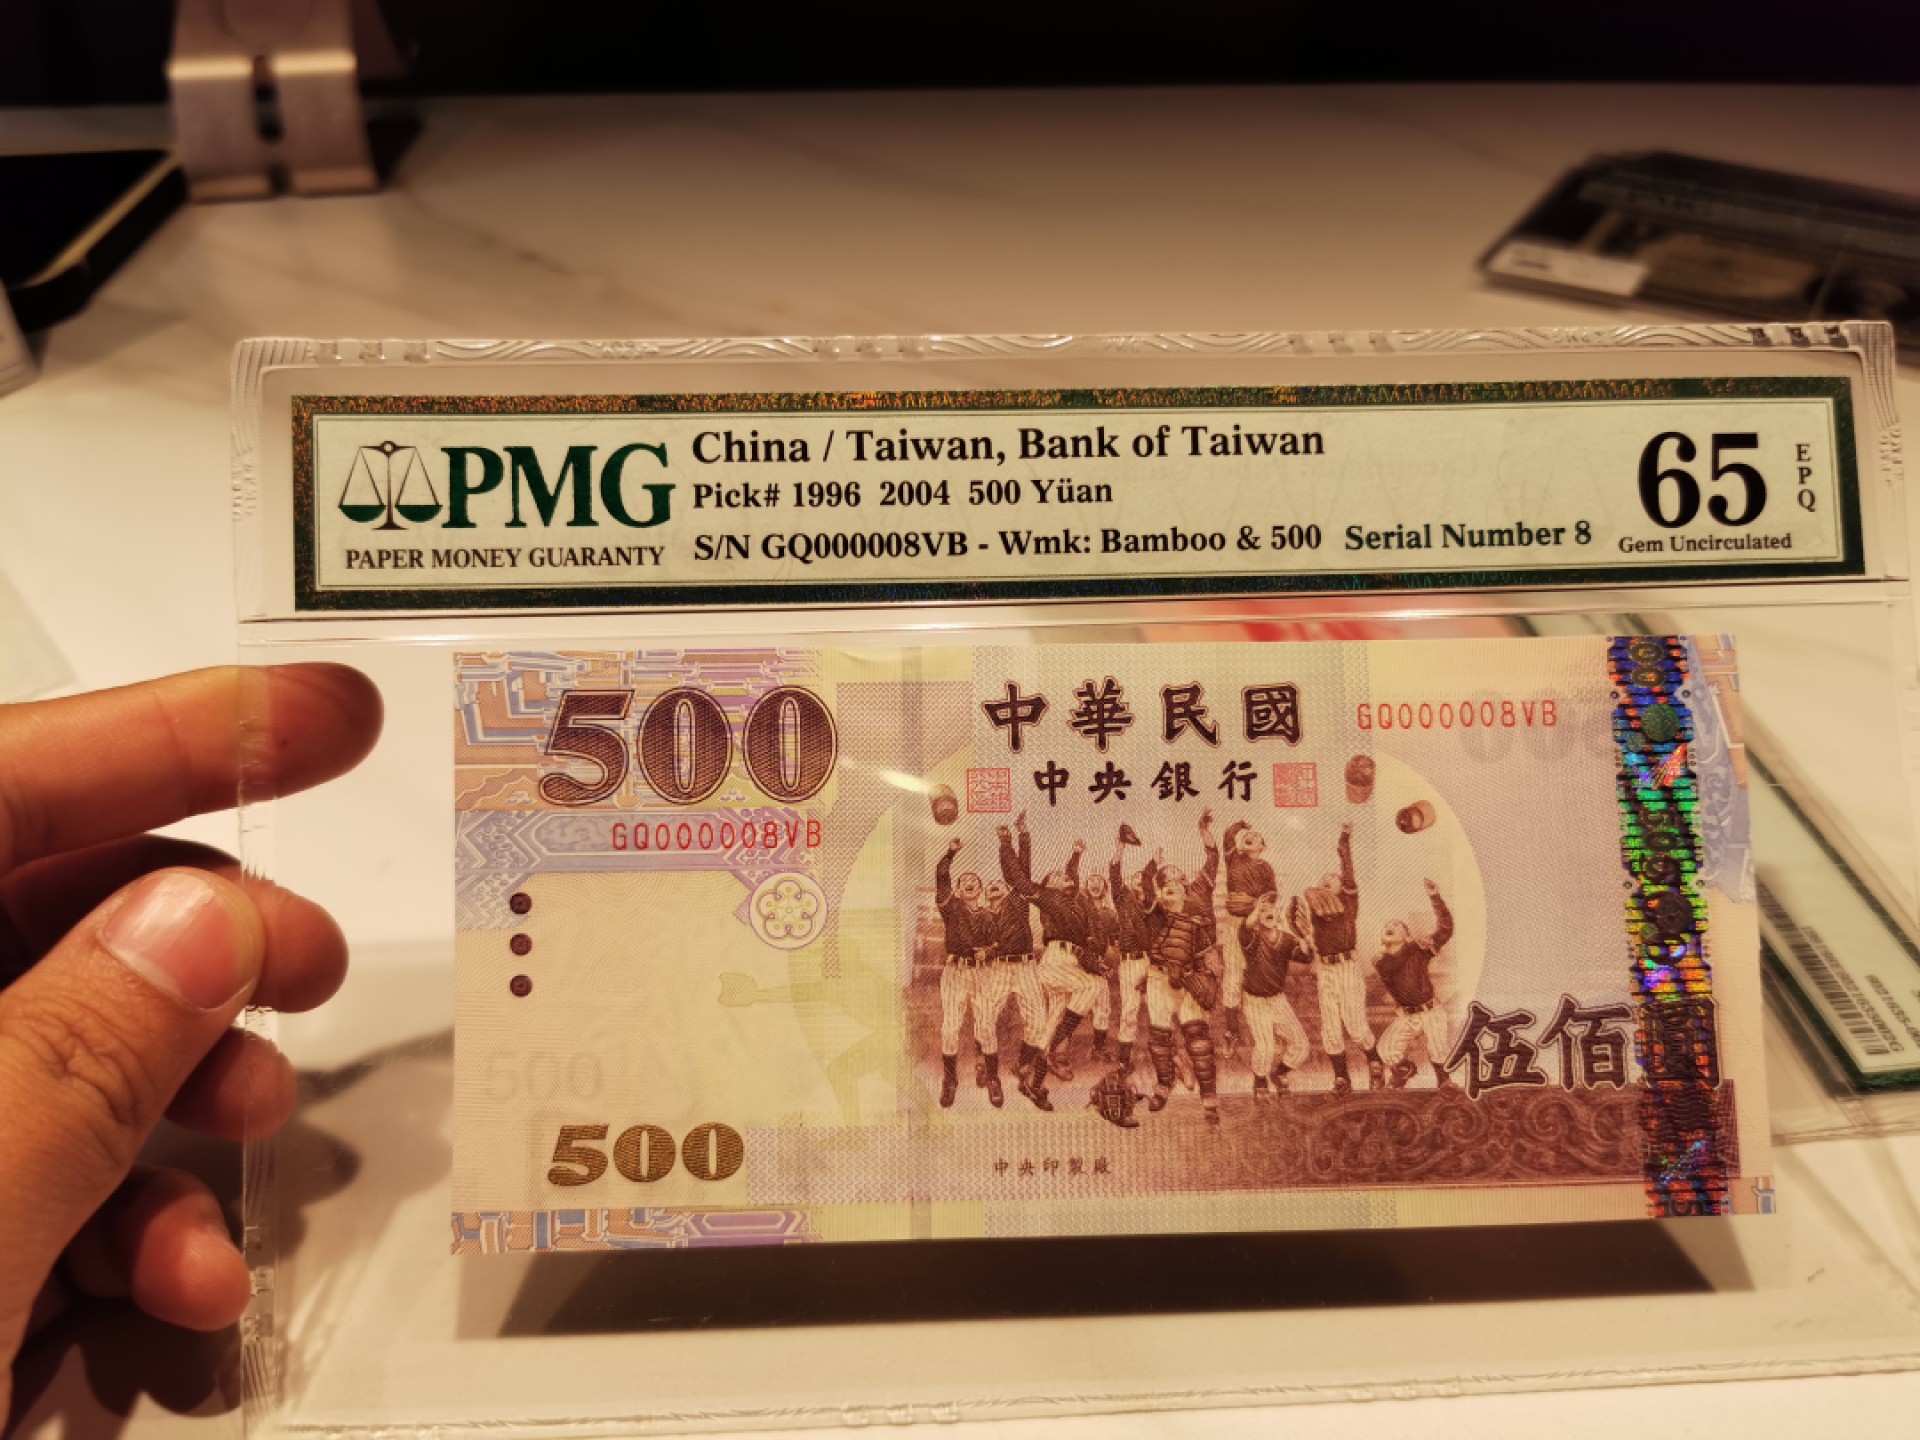 PMG
PAPER MONEY GUARANTY
China / Taiwan, Bank of Taiwan
Pick# 1996 2004 500 Yüan
S/N GQ000008VB - Wmk: Bamboo & 500 Serial Number 8
65
EPQ
Gem Uncirculated
500
中華民國
GQ000008VB
中央銀行
GQ000008VB
伍佰圓
500
500
中央印製廠